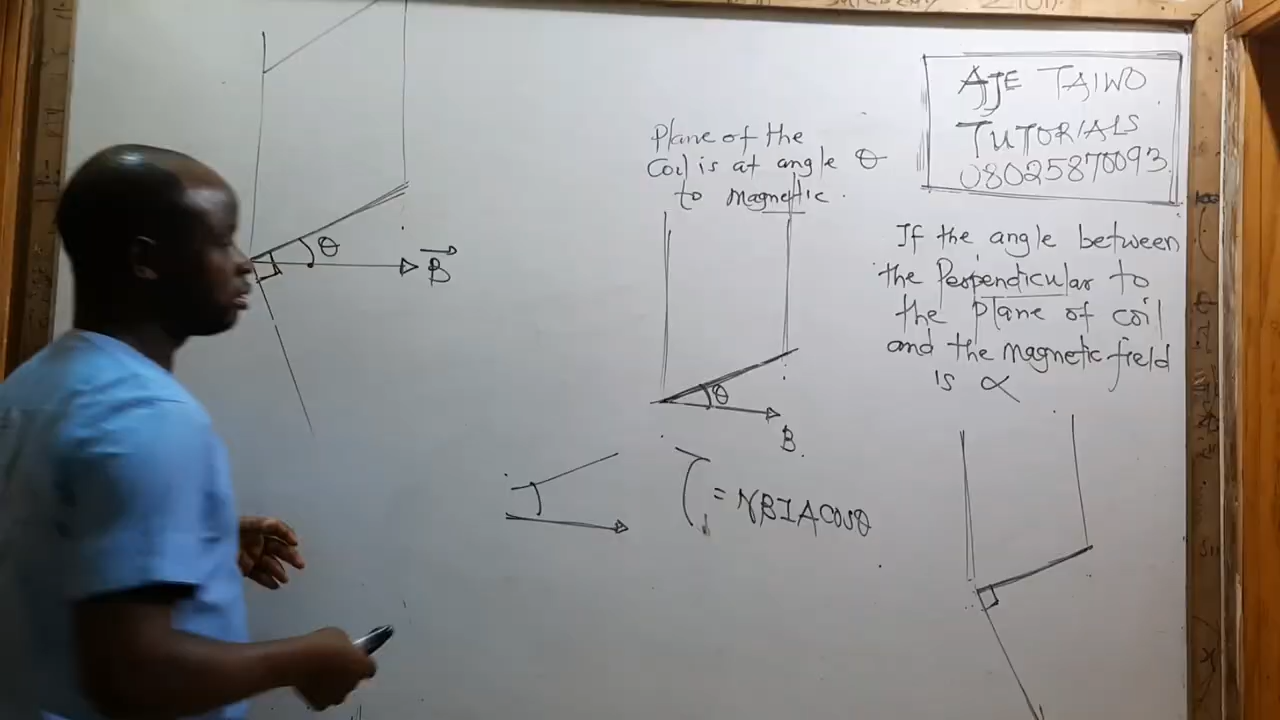 θ
B
Plane of the
Coil is at angle θ
to magnetic.
θ
B
τ = NBIAcosθ
AJE TAIWO
TUTORIALS
08025870093
If the angle between
the Perpendicular to
the plane of coil
and the magnetic field
is α